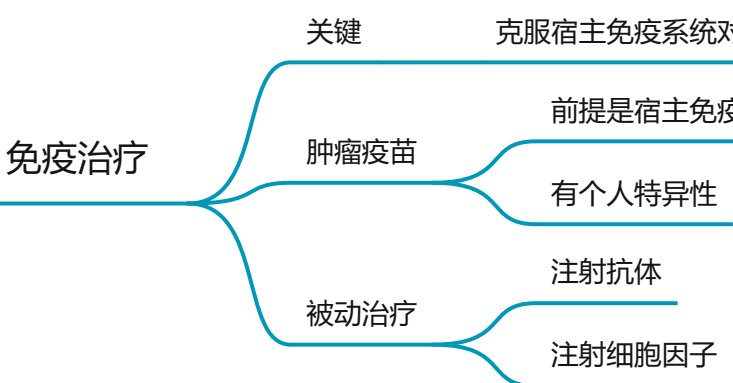 关键
克服宿主免疫系统对
前提是宿主免疫
免疫治疗
肿瘤疫苗
有个人特异性
注射抗体
被动治疗
注射细胞因子